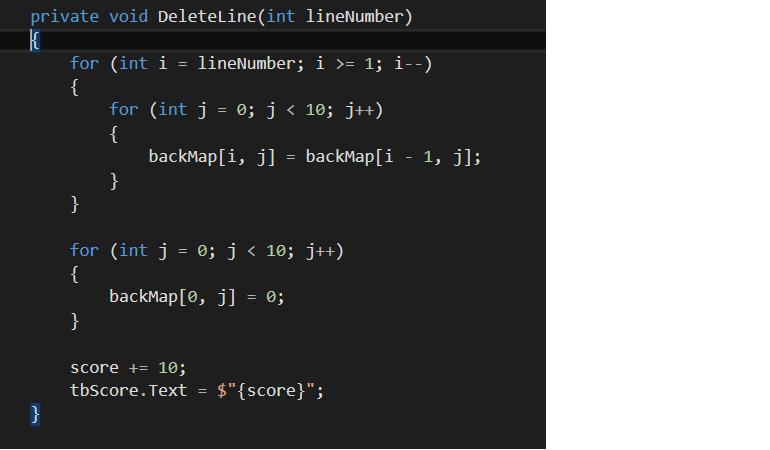 private void DeleteLine(int lineNumber)
{
    for (int i = lineNumber; i >= 1; i--)
    {
        for (int j = 0; j < 10; j++)
        {
            backMap[i, j] = backMap[i - 1, j];
        }
    }

    for (int j = 0; j < 10; j++)
    {
        backMap[0, j] = 0;
    }

    score += 10;
    tbScore.Text = $"{score}";
}